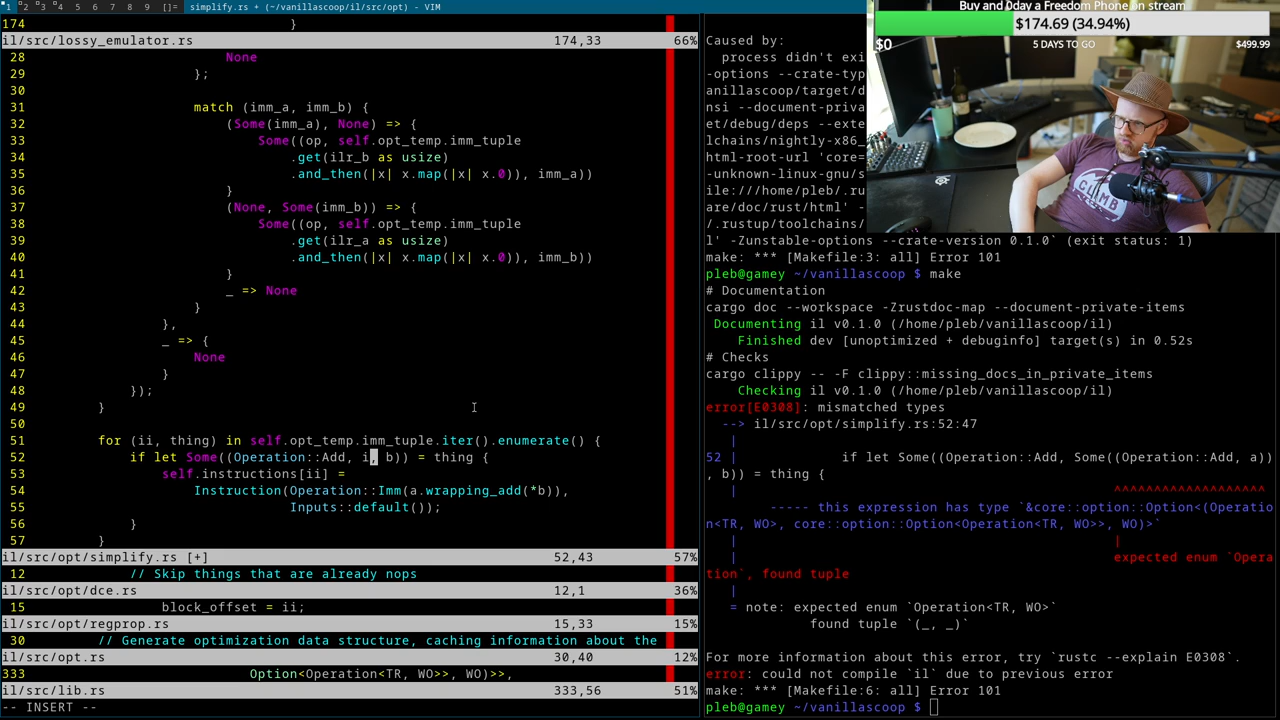 1 2 3 4 5 6 7 8 9 []= simplify.rs + (~/vanillascoop/il/src/opt) - VIM
174 }
il/src/lossy_emulator.rs 174,33 66%
28 None
29 };
30
31 match (imm_a, imm_b) {
32 (Some(imm_a), None) => {
33 Some((op, self.opt_temp.imm_tuple
34 .get(ilr_b as usize)
35 .and_then(|x| x.map(|x| x.0)), imm_a))
36 }
37 (None, Some(imm_b)) => {
38 Some((op, self.opt_temp.imm_tuple
39 .get(ilr_a as usize)
40 .and_then(|x| x.map(|x| x.0)), imm_b))
41 }
42 _ => None
43 }
44 },
45 _ => {
46 None
47 }
48 });
49 }
50
51 for (ii, thing) in self.opt_temp.imm_tuple.iter().enumerate() {
52 if let Some((Operation::Add, i, b)) = thing {
53 self.instructions[ii] =
54 Instruction(Operation::Imm(a.wrapping_add(*b)),
55 Inputs::default());
56 }
57 }
il/src/opt/simplify.rs [+] 52,43 57%
12 // Skip things that are already nops
il/src/opt/dce.rs 12,1 36%
15 block_offset = ii;
il/src/opt/regprop.rs 15,33 15%
30 // Generate optimization data structure, caching information about the
il/src/opt.rs 30,40 12%
333 Option<Operation<TR, WO>>, WO)>>,
il/src/lib.rs 333,56 51%
-- INSERT --
Caused by:
process didn't exi
-options --crate-typ
anillascoop/target/d
nsi --document-priva
et/debug/deps --exte
lchains/nightly-x86_
html-root-url 'core=
-unknown-linux-gnu/s
ile:///home/pleb/.ru
are/doc/rust/html' -
/.rustup/toolchains/
l' -Zunstable-options --crate-version 0.1.0` (exit status: 1)
make: *** [Makefile:3: all] Error 101
pleb@gamey ~/vanillascoop $ make
# Documentation
cargo doc --workspace -Zrustdoc-map --document-private-items
Documenting il v0.1.0 (/home/pleb/vanillascoop/il)
Finished dev [unoptimized + debuginfo] target(s) in 0.52s
# Checks
cargo clippy -- -F clippy::missing_docs_in_private_items
Checking il v0.1.0 (/home/pleb/vanillascoop/il)
error[E0308]: mismatched types
--> il/src/opt/simplify.rs:52:47
|
52 | if let Some((Operation::Add, Some((Operation::Add, a))
, b)) = thing {
| ^^^^^^^^^^^^^^^^^^^
----- this expression has type `&core::option::Option<(Operatio
n<TR, WO>, core::option::Option<Operation<TR, WO>>, WO)>`
| |
| expected enum `Opera
tion`, found tuple
|
= note: expected enum `Operation<TR, WO>`
found tuple `(_, _)`
For more information about this error, try `rustc --explain E0308`.
error: could not compile `il` due to previous error
make: *** [Makefile:6: all] Error 101
pleb@gamey ~/vanillascoop $
Buy and 0day a Freedom Phone on stream
$174.69 (34.94%)
$0 5 DAYS TO GO $499.99
CLIMB